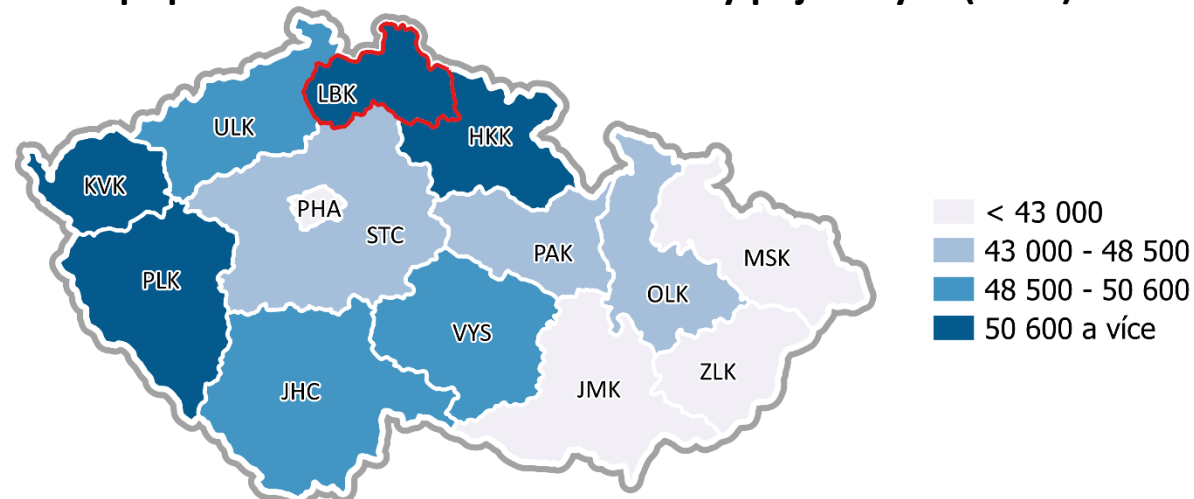 LBK
ULK
HKK
KVK
PHA
STC
PAK
MSK
PLK
OLK
VYS
ZLK
JHC
JMK
< 43 000
43 000 - 48 500
48 500 - 50 600
50 600 a více